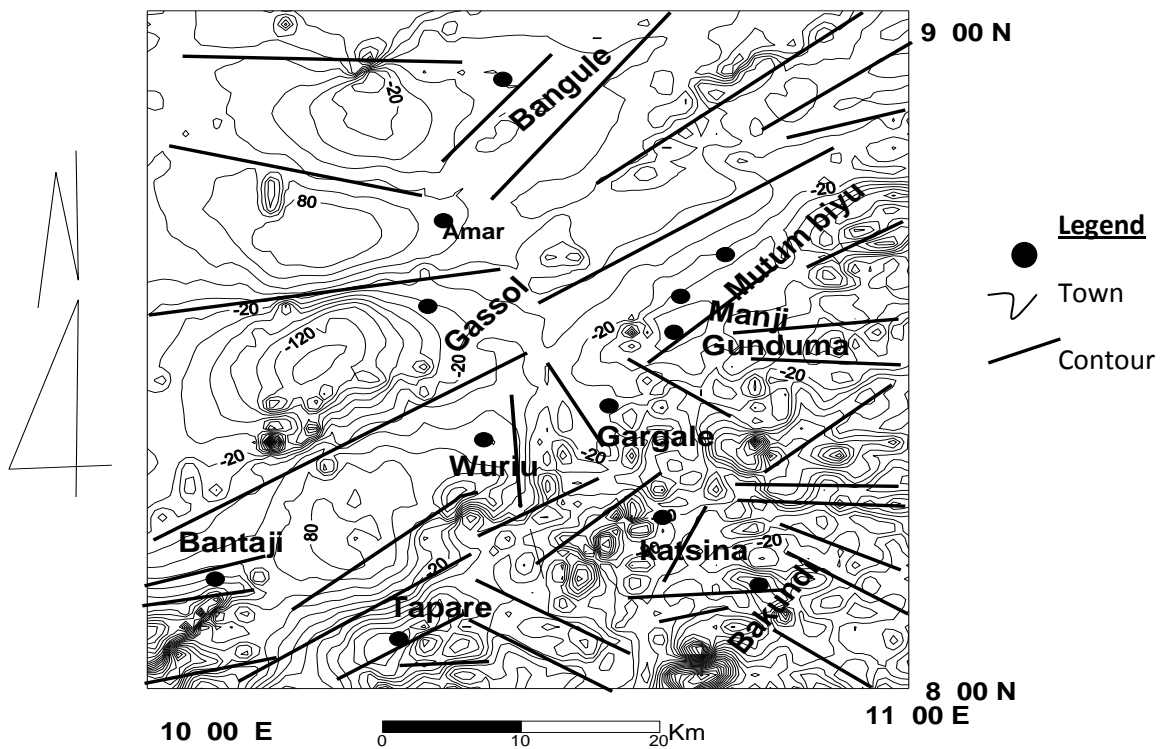 9 00 N
-20
Bangule
80
Amar
-20
Mutum biyu
Legend
Town
Contour
-20
-120
Gassol
-20
-20
Manji
Gunduma
-20
-20
Gargale
-20
Wuriu
80
Bantaji
-20
katsina
-20
Tapare
Bakundi
8 00 N
11 00 E
10 00 E
Km
0 10 20